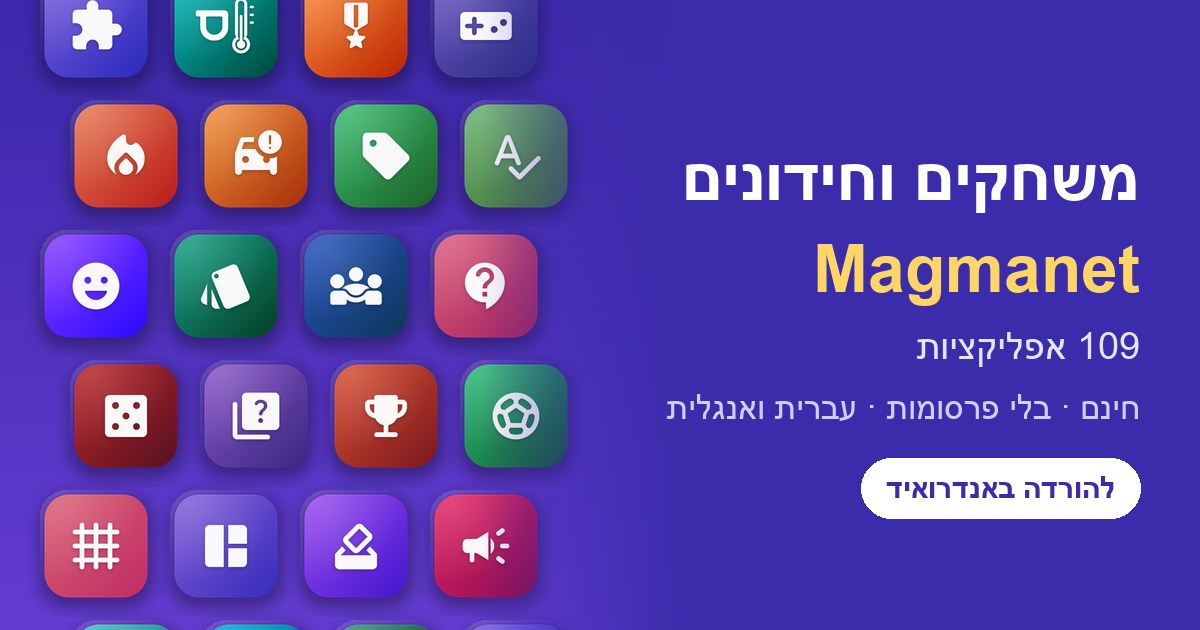 משחקים וחידונים
Magmanet
109 אפליקציות
חינם · בלי פרסומות · עברית ואנגלית
להורדה באנדרואיד